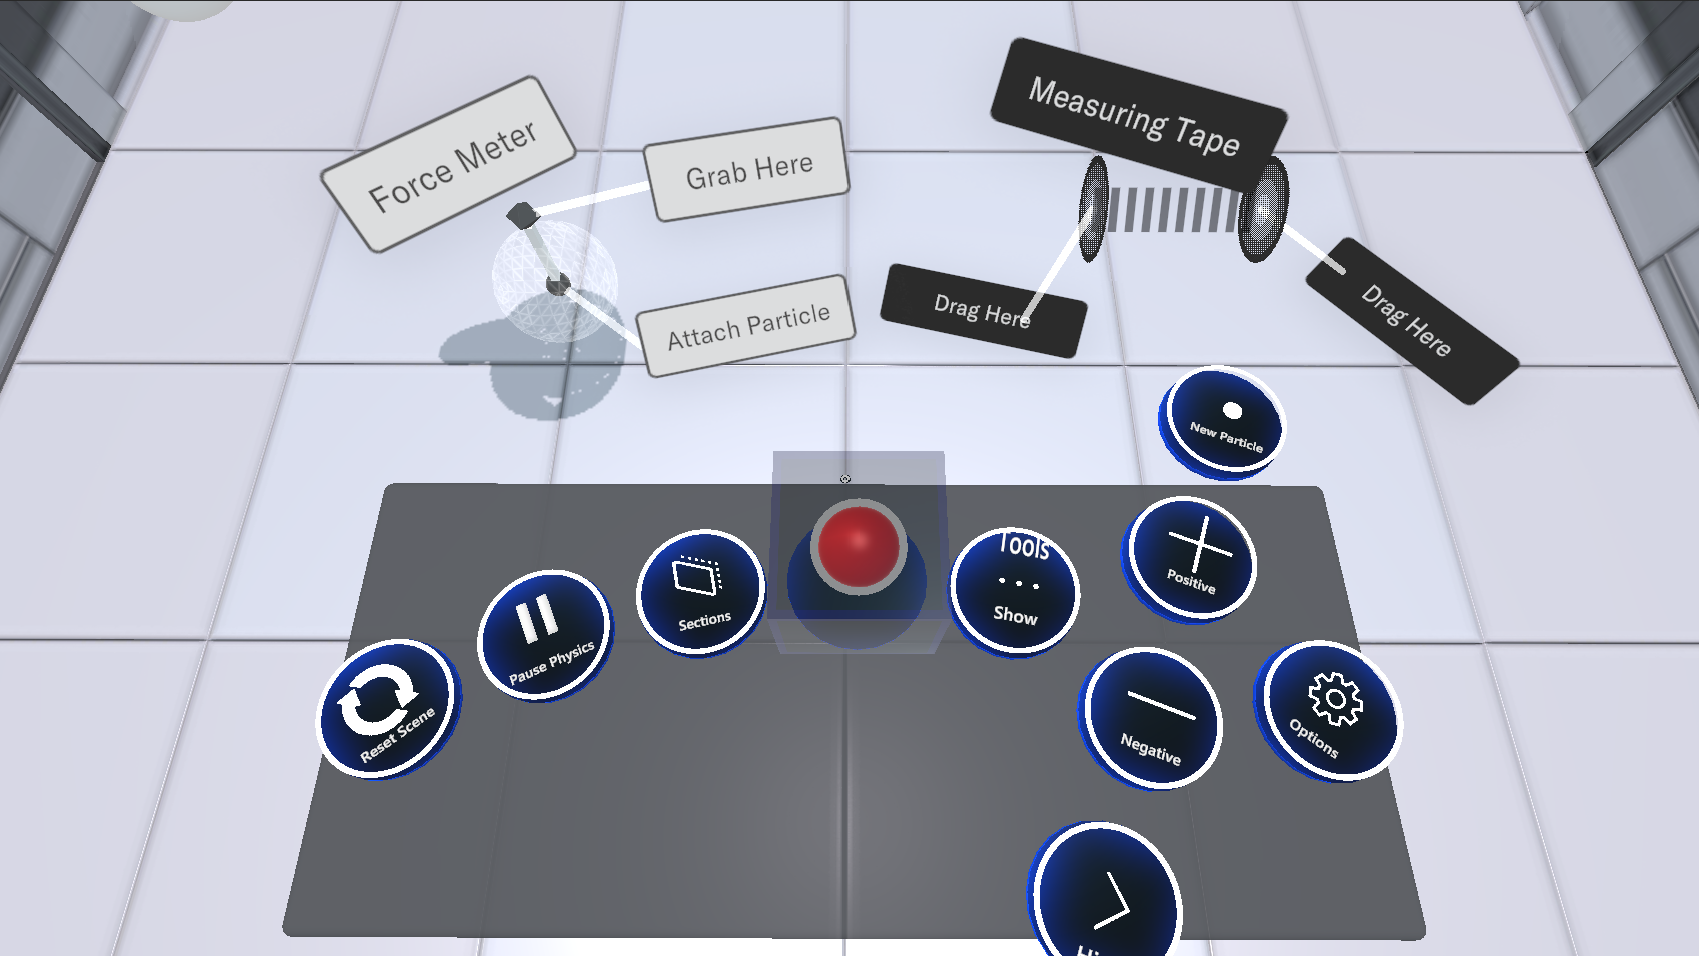 Force Meter
Grab Here
Attach Particle
Measuring Tape
Drag Here
Drag Here
New Particle
Positive
Negative
Options
Tools
Show
Sections
Pause Physics
Reset Scene